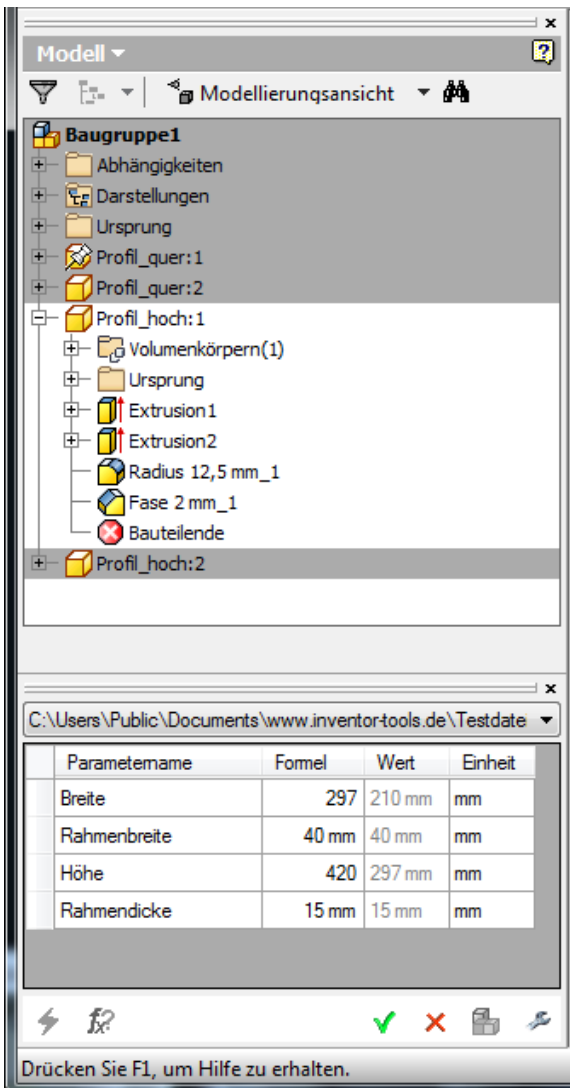 Modell
Modellierungsansicht
Baugruppe1
Abhängigkeiten
Darstellungen
Ursprung
Profil_quer:1
Profil_quer:2
Profil_hoch:1
Volumenkörpern(1)
Ursprung
Extrusion1
Extrusion2
Radius 12,5 mm_1
Fase 2 mm_1
Bauteilende
Profil_hoch:2
C:\Users\Public\Documents\www.inventor-tools.de\Testdate
Parametername Formel Wert Einheit
Breite 297 210 mm mm
Rahmenbreite 40 mm 40 mm mm
Höhe 420 297 mm mm
Rahmendicke 15 mm 15 mm mm
fx?
Drücken Sie F1, um Hilfe zu erhalten.